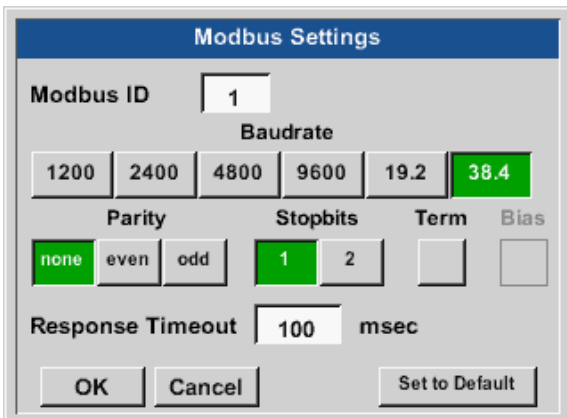 Modbus Settings
Modbus ID 1
Baudrate
1200 2400 4800 9600 19.2 38.4
Parity Stopbits Term Bias
none even odd 1 2
Response Timeout 100 msec
OK Cancel Set to Default